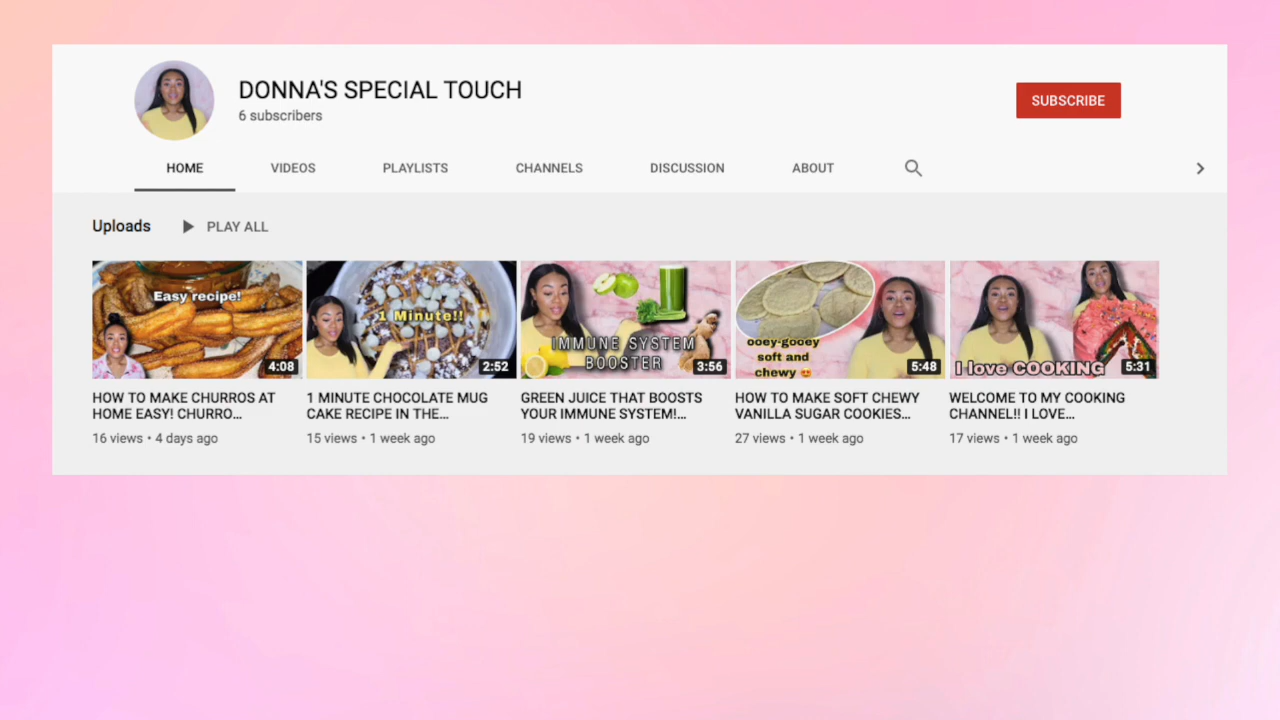 DONNA'S SPECIAL TOUCH
6 subscribers
SUBSCRIBE
HOME
VIDEOS
PLAYLISTS
CHANNELS
DISCUSSION
ABOUT
Uploads
PLAY ALL
Easy recipe!
4:08
1 Minute!!
2:52
IMMUNE SYSTEM
BOOSTER
3:56
ooey-gooey
soft and
chewy 😍
5:48
I love COOKING
5:31
HOW TO MAKE CHURROS AT
HOME EASY! CHURRO...
16 views • 4 days ago
1 MINUTE CHOCOLATE MUG
CAKE RECIPE IN THE...
15 views • 1 week ago
GREEN JUICE THAT BOOSTS
YOUR IMMUNE SYSTEM!...
19 views • 1 week ago
HOW TO MAKE SOFT CHEWY
VANILLA SUGAR COOKIES...
27 views • 1 week ago
WELCOME TO MY COOKING
CHANNEL!! I LOVE...
17 views • 1 week ago